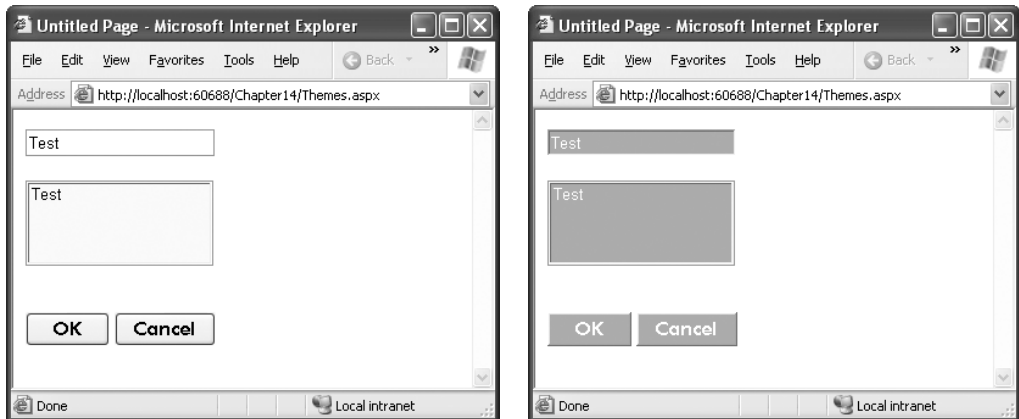 Untitled Page - Microsoft Internet Explorer
File Edit View Favorites Tools Help Back »
Address http://localhost:60688/Chapter14/Themes.aspx
Test
Test
OK Cancel
Done Local intranet
Untitled Page - Microsoft Internet Explorer
File Edit View Favorites Tools Help Back »
Address http://localhost:60688/Chapter14/Themes.aspx
Test
Test
OK Cancel
Done Local intranet